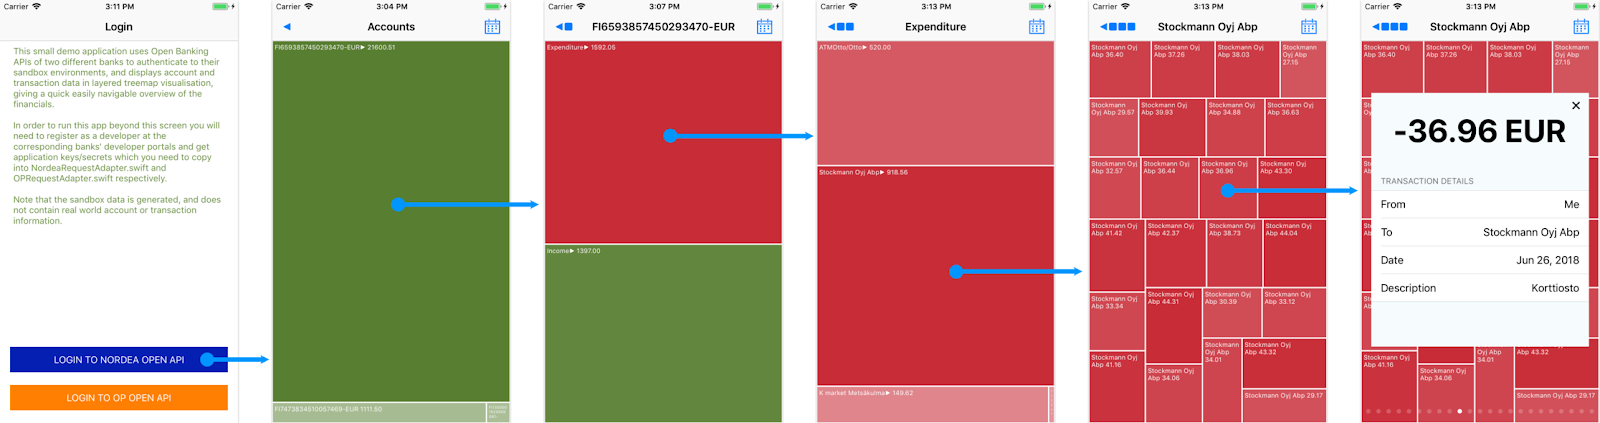 Carrier 3:11 PM
Login
This small demo application uses Open Banking
APIs of two different banks to authenticate to their
sandbox environments, and displays account and
transaction data in layered treemap visualisation,
giving a quick easily navigable overview of the
financials.
In order to run this app beyond this screen you will
need to register as a developer at the
corresponding banks' developer portals and get
application keys/secrets which you need to copy
into NordeaRequestAdapter.swift and
OPRequestAdapter.swift respectively.
Note that the sandbox data is generated, and does
not contain real world account or transaction
information.
LOGIN TO NORDEA OPEN API
LOGIN TO OP OPEN API
Carrier 3:04 PM
Accounts
FI6593857450293470-EUR▶ 21600.51
FI7473834510057469-EUR 1111.50
Carrier 3:07 PM
FI6593857450293470-EUR
Expenditure▶ 1592.05
Income▶ 1397.00
Carrier 3:13 PM
Expenditure
ATMOtto/Otto▶ 520.00
Stockmann Oyj Abp▶ 918.56
K market Metsäkulma▶ 149.62
Carrier 3:13 PM
Stockmann Oyj Abp
Stockmann Oyj
Abp 36.40
Stockmann Oyj
Abp 37.26
Stockmann Oyj
Abp 38.03
Stockmann
Oyj Abp
27.15
Stockmann
Oyj Abp 29.57
Stockmann Oyj
Abp 39.93
Stockmann Oyj
Abp 34.88
Stockmann Oyj
Abp 36.63
Stockmann Oyj
Abp 32.57
Stockmann Oyj
Abp 36.44
Stockmann Oyj
Abp 36.96
Stockmann Oyj
Abp 43.30
Stockmann Oyj
Abp 41.42
Stockmann Oyj
Abp 42.37
Stockmann Oyj
Abp 38.73
Stockmann Oyj
Abp 44.04
Stockmann Oyj
Abp 33.34
Stockmann Oyj
Abp 44.31
Stockmann Oyj
Abp 30.39
Stockmann Oyj
Abp 33.12
Stockmann Oyj
Abp 41.16
Stockmann Oyj
Abp 34.06
Stockmann
Oyj Abp
34.01
Stockmann Oyj
Abp 43.32
Stockmann Oyj Abp 29.17
Carrier 3:13 PM
Stockmann Oyj Abp
Stockmann Oyj
Abp 36.40
Stockmann Oyj
Abp 37.26
Stockmann Oyj
Abp 38.03
Stockmann
Oyj Abp
27.15
-36.96 EUR
TRANSACTION DETAILS
From Me
To Stockmann Oyj Abp
Date Jun 26, 2018
Description Korttiosto
Stockmann Oyj
Abp 41.16
Stockmann Oyj
Abp 34.06
Oyj Abp
34.01
Abp 43.32
Stockmann Oyj Abp 29.17